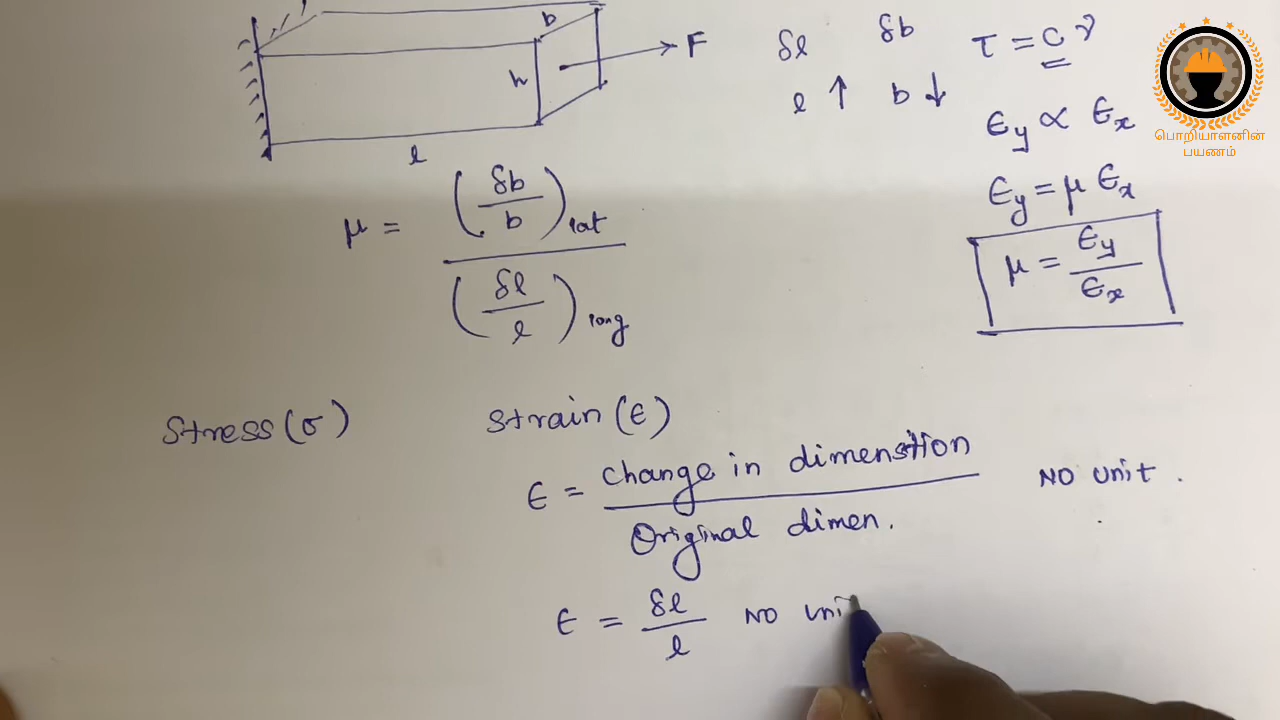 b
h
F
l
δl δb
l ↑ b ↓
τ = C γ
ϵy ∝ ϵx
ϵy = μ ϵx
μ = ϵy / ϵx
μ = (δb / b)lat / (δl / l)long
Stress (σ) Strain (ϵ)
ϵ = Change in dimenstion / Original dimen. NO unit .
ϵ = δl / l NO uni
பொறியாளனின்
பயணம்